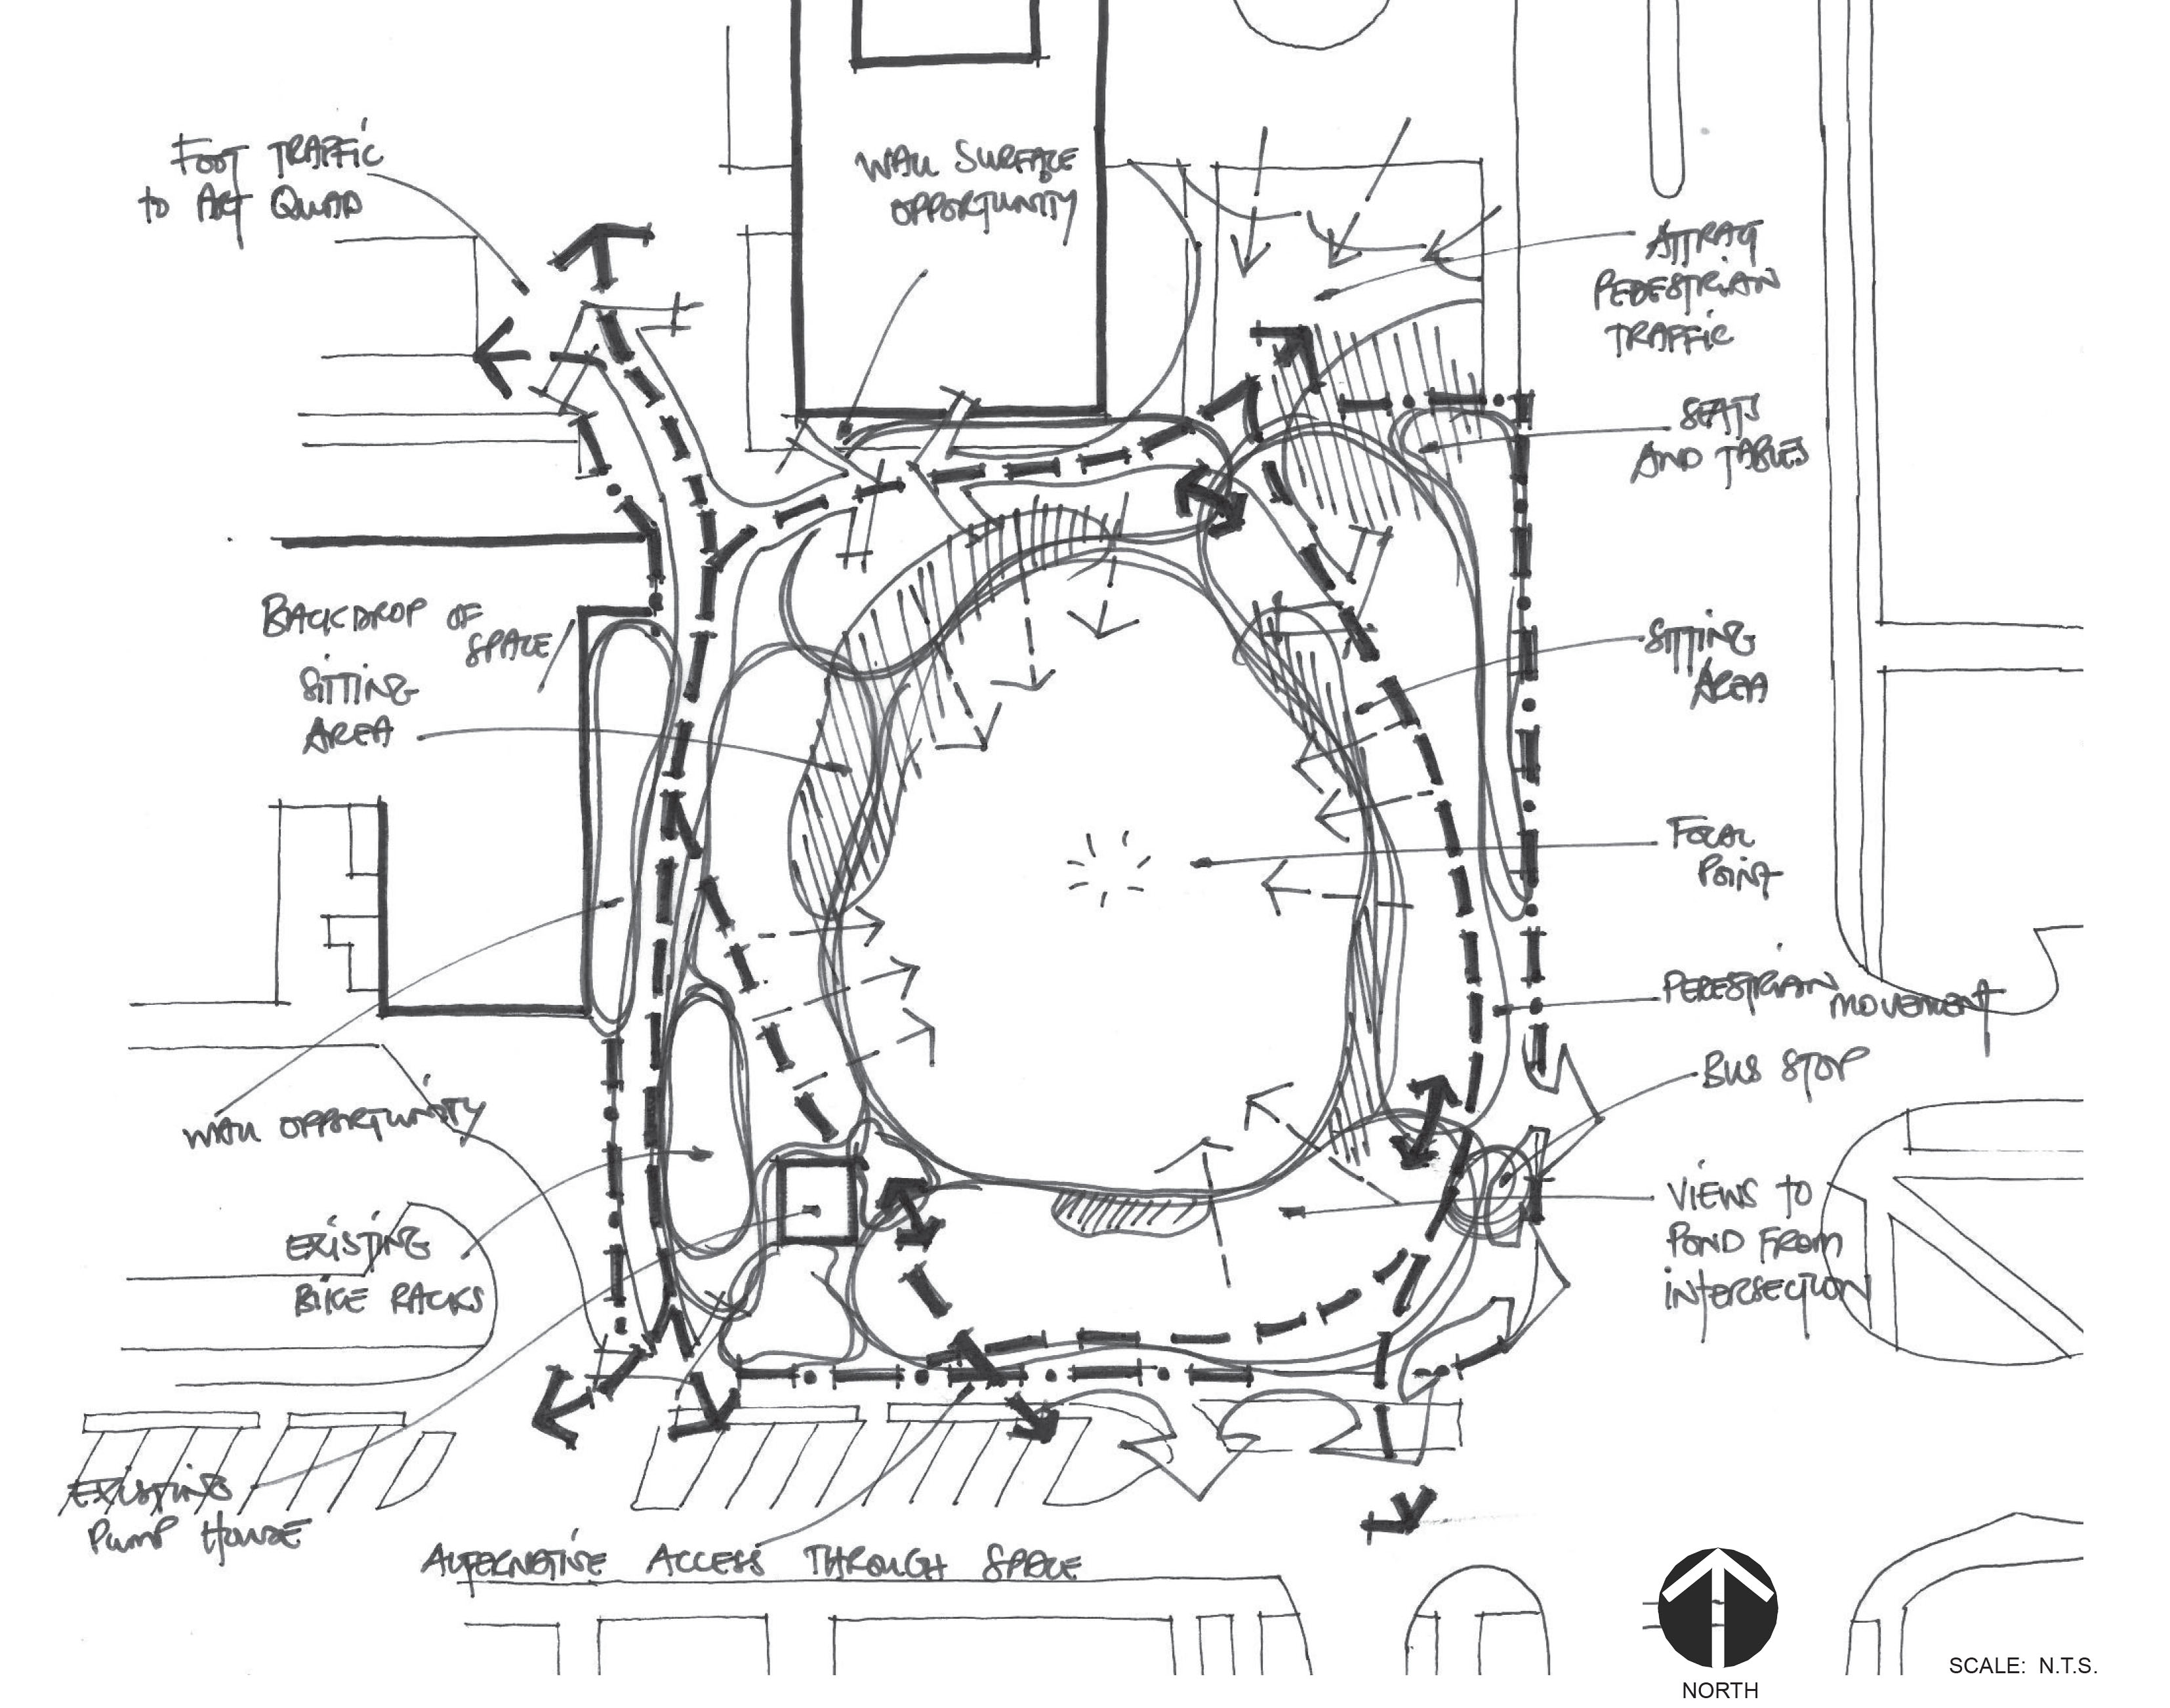 FOOT TRAFFIC
TO ART QUAD
WALL SURFACE
OPPORTUNITY
ATTRACT
PEDESTRIAN
TRAFFIC
SEATS
AND TABLES
BACKDROP OF
SPACE
SITTING
AREA
SITTING
AREA
FOCAL
POINT
PEDESTRIAN MOVEMENT
BUS STOP
WALL OPPORTUNITY
VIEWS TO
POND FROM
INTERSECTION
EXISTING
BIKE RACKS
EXISTING
PUMP HOUSE
ALTERNATIVE ACCESS THROUGH SPACE
NORTH
SCALE: N.T.S.